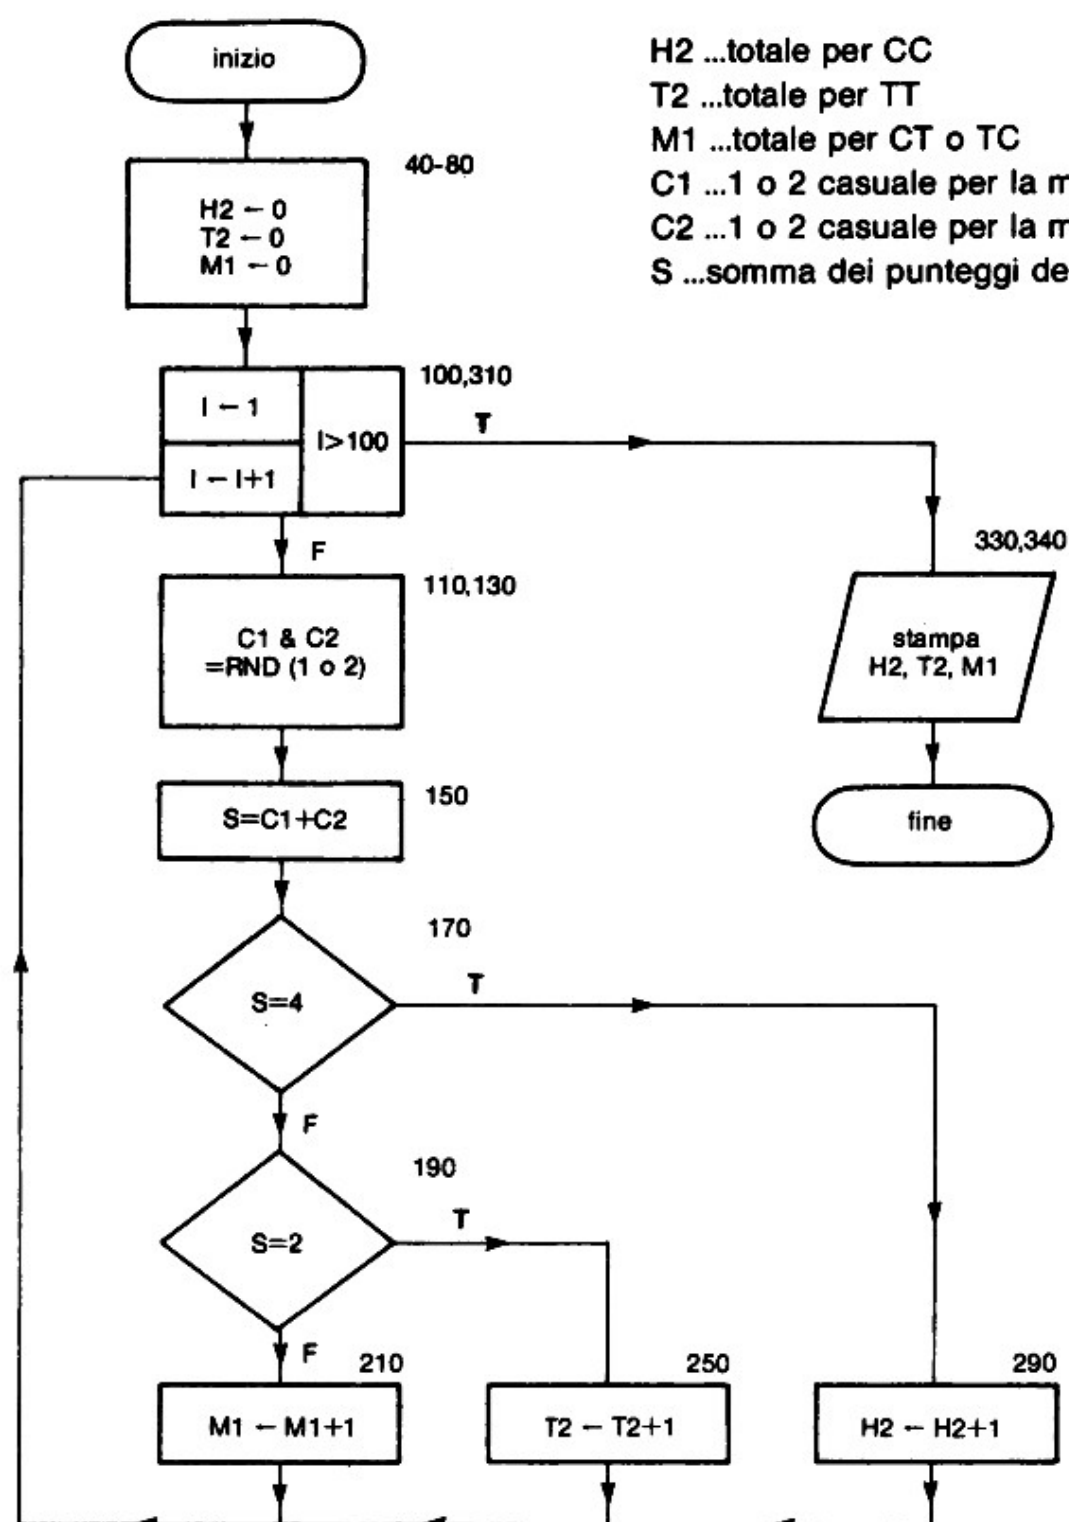 inizio
H2 ...totale per CC
T2 ...totale per TT
M1 ...totale per CT o TC
C1 ...1 o 2 casuale per la
C2 ...1 o 2 casuale per la
S ...somma dei punteggi
40-80
H2 ← 0
T2 ← 0
M1 ← 0
100,310
I ← 1
I>100
T
I ← I+1
F
330,340
110,130
C1 & C2
=RND (1 o 2)
stampa
H2, T2, M1
150
S=C1+C2
fine
170
S=4
T
F
190
S=2
T
F
210
250
290
M1 ← M1+1
T2 ← T2+1
H2 ← H2+1